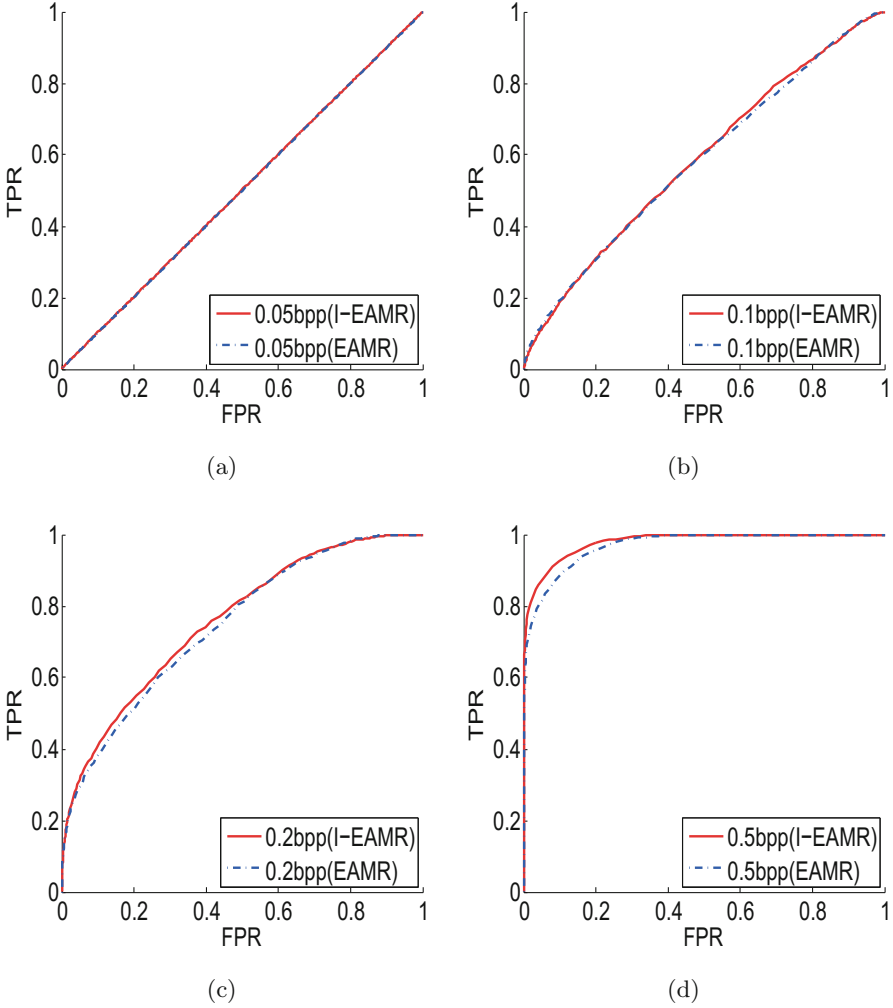 1
0.8
0.6
0.4
0.2
0
TPR
0 0.2 0.4 0.6 0.8 1
FPR
0.05bpp(I-EAMR)
0.05bpp(EAMR)
(a)
1
0.8
0.6
0.4
0.2
0
TPR
0 0.2 0.4 0.6 0.8 1
FPR
0.1bpp(I-EAMR)
0.1bpp(EAMR)
(b)
1
0.8
0.6
0.4
0.2
0
TPR
0 0.2 0.4 0.6 0.8 1
FPR
0.2bpp(I-EAMR)
0.2bpp(EAMR)
(c)
1
0.8
0.6
0.4
0.2
0
TPR
0 0.2 0.4 0.6 0.8 1
FPR
0.5bpp(I-EAMR)
0.5bpp(EAMR)
(d)